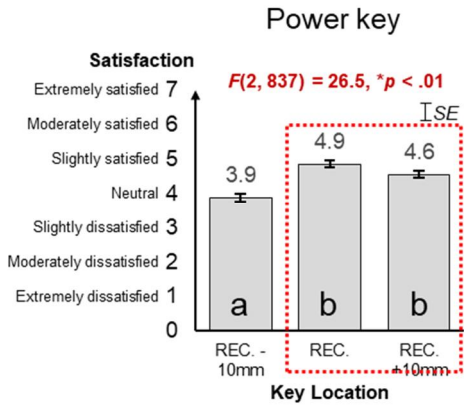 Power key
Satisfaction
F(2, 837) = 26.5, *p < .01
Extremely satisfied 7
Moderately satisfied 6
SE
Slightly satisfied 5
Neutral 4
Slightly dissatisfied 3
Moderately dissatisfied 2
Extremely dissatisfied 1
0
3.9
4.9
4.6
a
b
b
REC. -
10mm
REC.
REC.
+10mm
Key Location